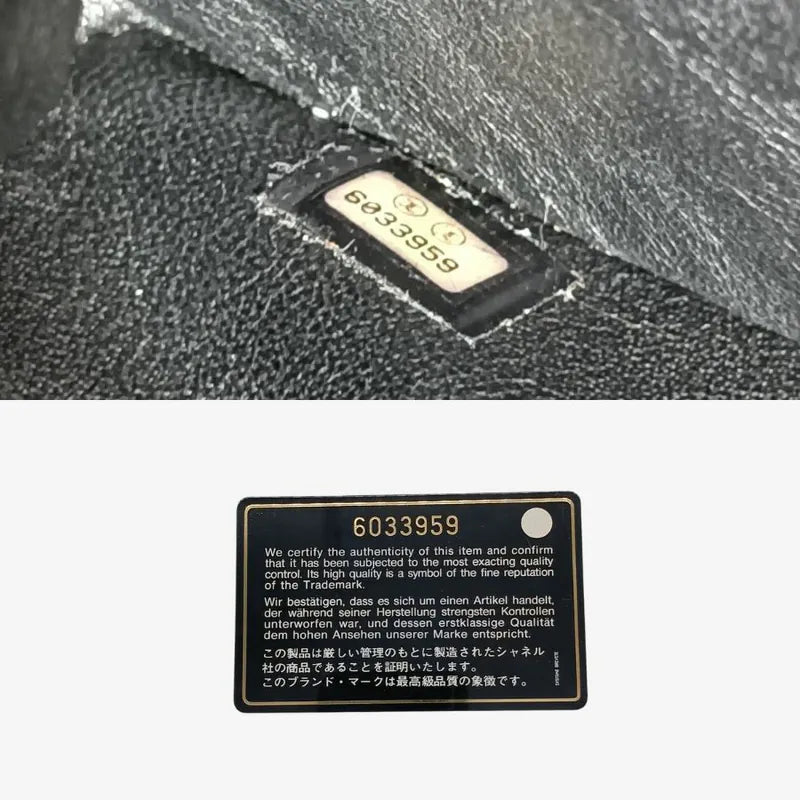 6033959
6033959
We certify the authenticity of this item and confirm
that it has been subjected to the most exacting quality
control. Its high quality is a symbol of the fine reputation
of the Trademark.
Wir bestätigen, dass es sich um einen Artikel handelt,
der während seiner Herstellung strengsten Kontrollen
unterworfen war, und dessen erstklassige Qualität
dem hohen Ansehen unserer Marke entspricht.
この製品は厳しい管理のもとに製造されたシャネル
社の商品であることを証明いたします。
このブランド・マークは最高級品質の象徴です。